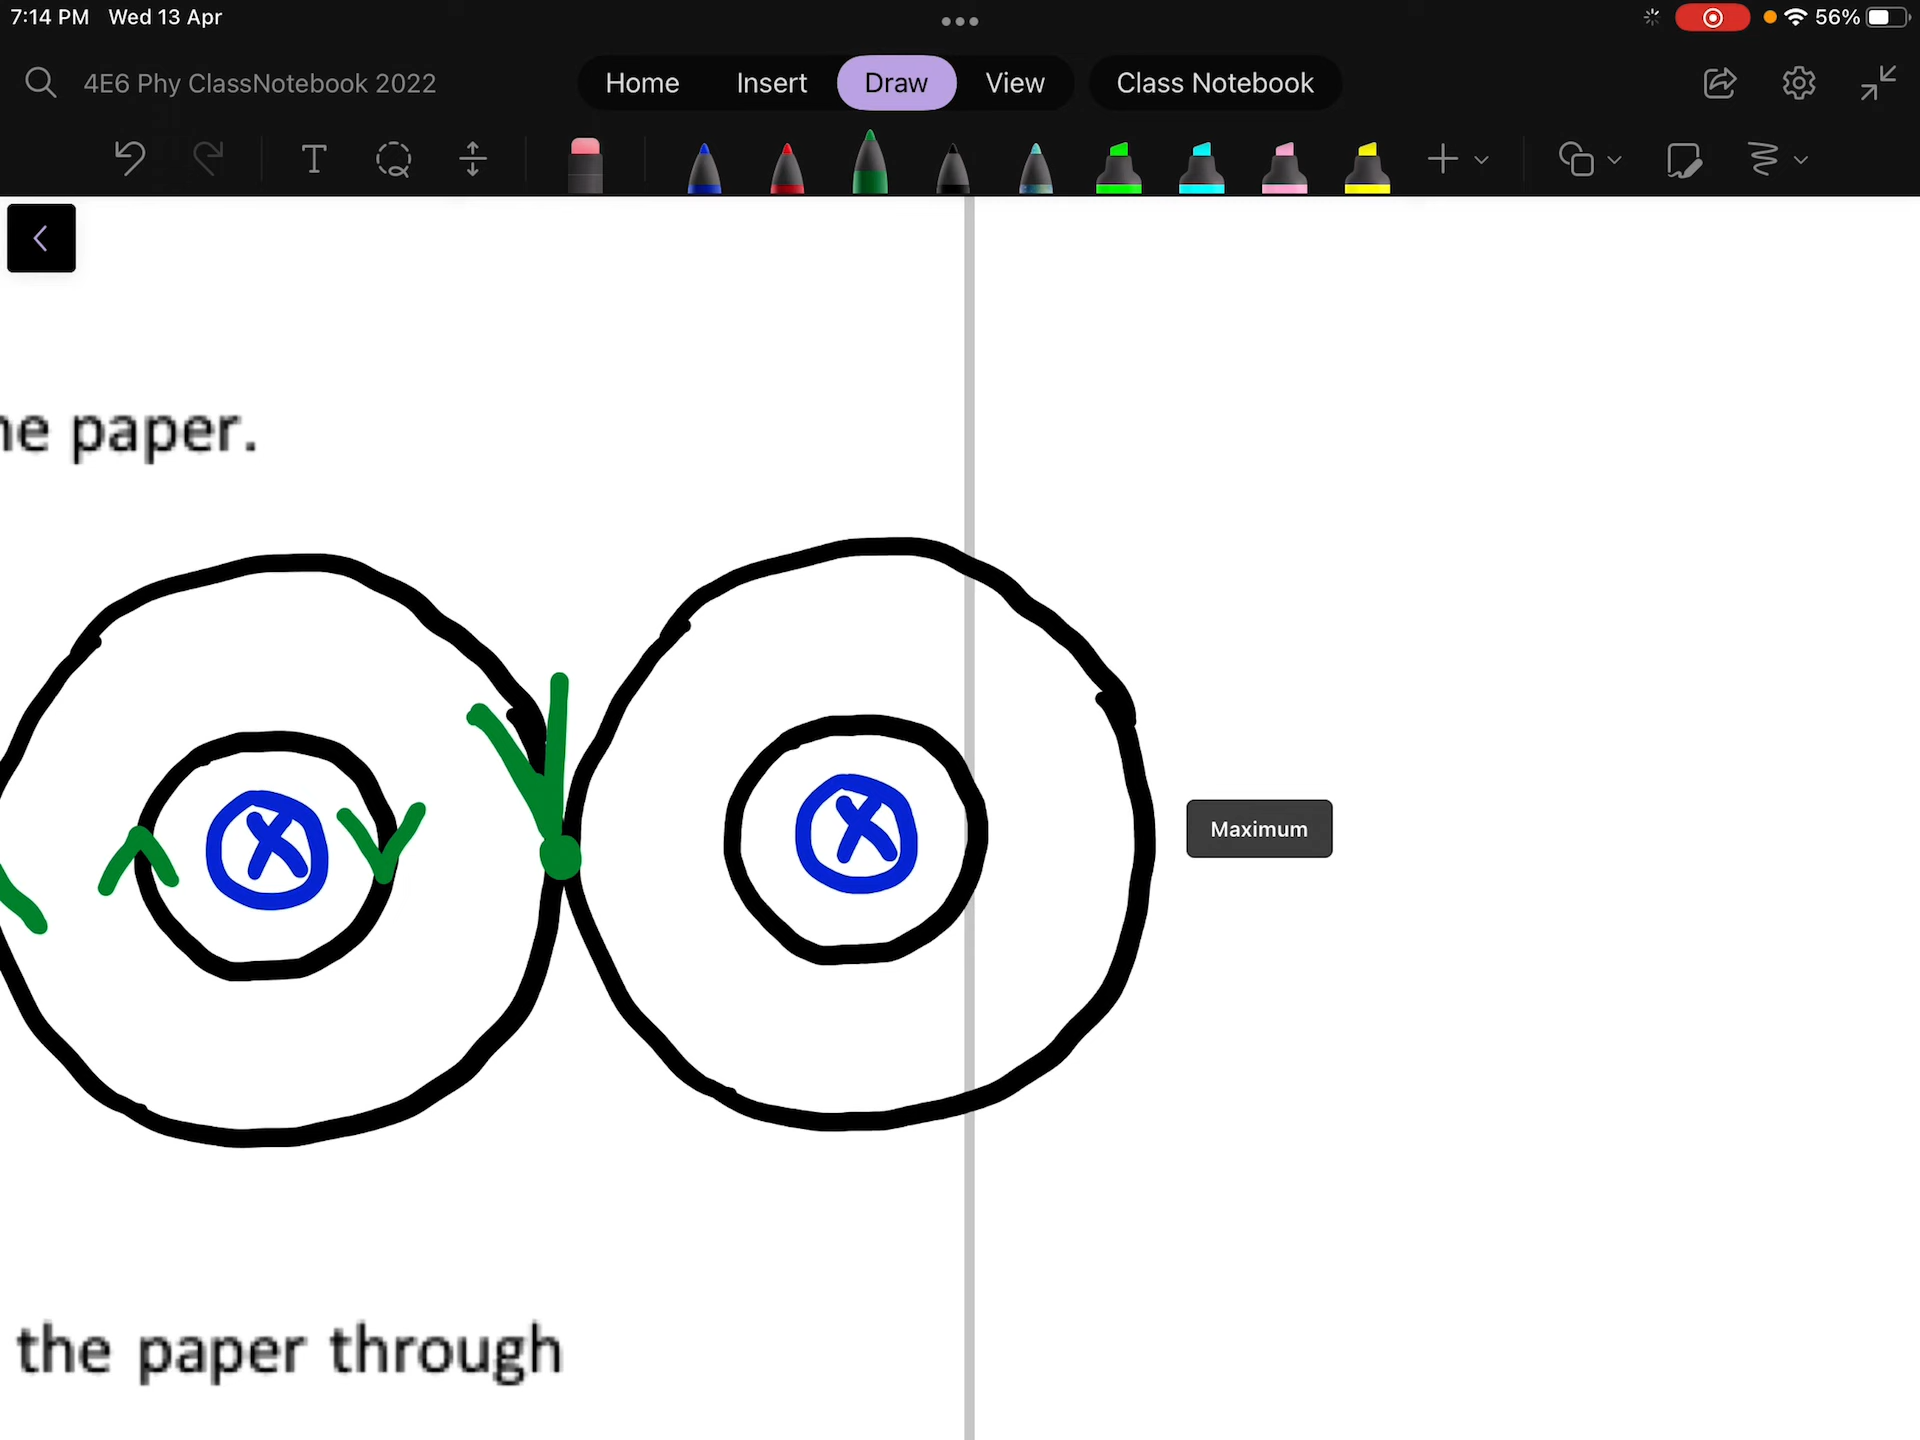 7:14 PM Wed 13 Apr
56%
4E6 Phy ClassNotebook 2022
Home Insert Draw View Class Notebook
T
he paper.
X X
Maximum
the paper through